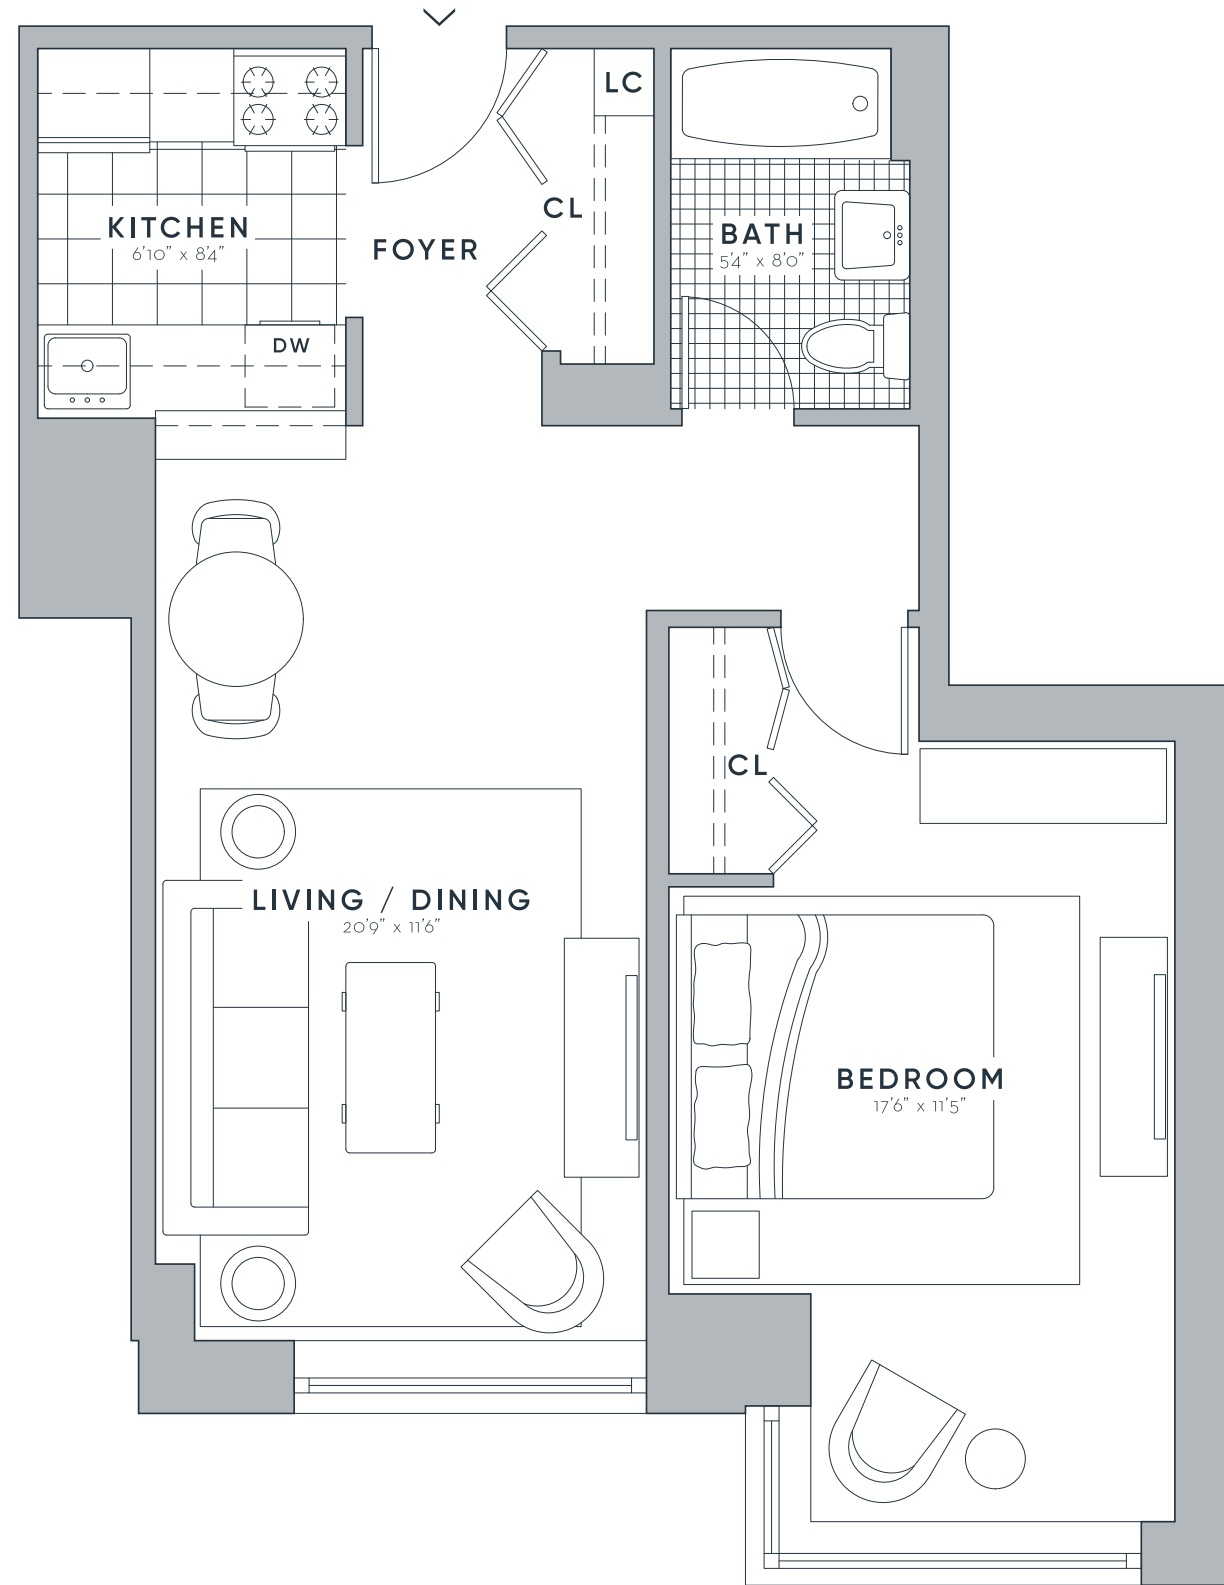 LC
CL
KITCHEN
6'10" x 8'4"
FOYER
BATH
5'4" x 8'0"
DW
CL
LIVING / DINING
20'9" x 11'6"
BEDROOM
17'6" x 11'5"